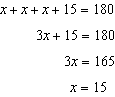 x + x + x + 15 = 180
3x + 15 = 180
3x = 165
x = 15